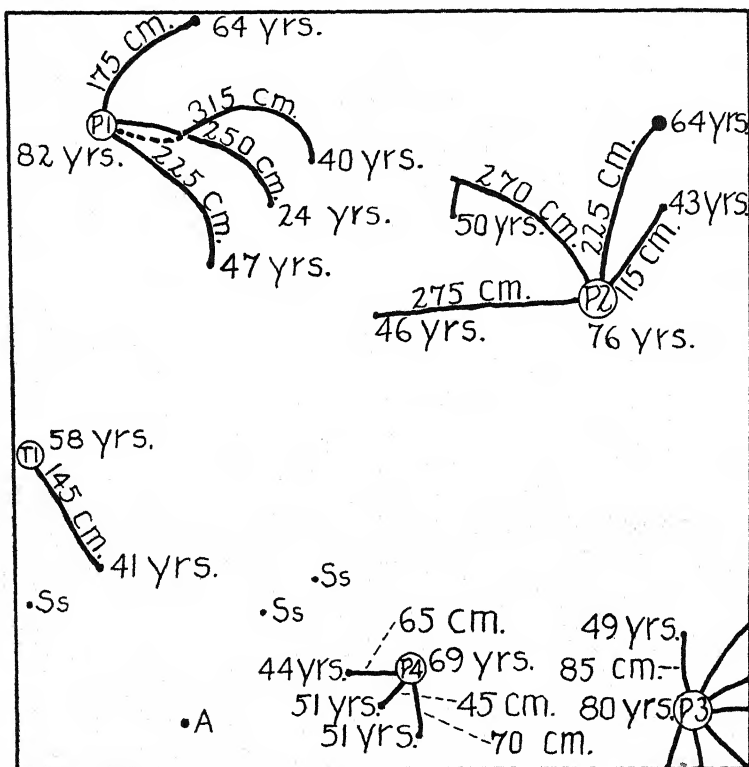 64 yrs.
175 cm.
P1
82 yrs.
315 cm.
250 cm.
225 cm.
40 yrs.
24 yrs.
47 yrs.
64 yrs.
270 cm.
225 cm.
43 yrs.
50 yrs.
115 cm.
275 cm.
P2
46 yrs.
76 yrs.
T1
58 yrs.
145 cm.
41 yrs.
Ss
Ss
Ss
65 cm.
44 yrs.
P4
69 yrs.
51 yrs.
45 cm.
51 yrs.
70 cm.
A
49 yrs.
85 cm.
80 yrs.
P3